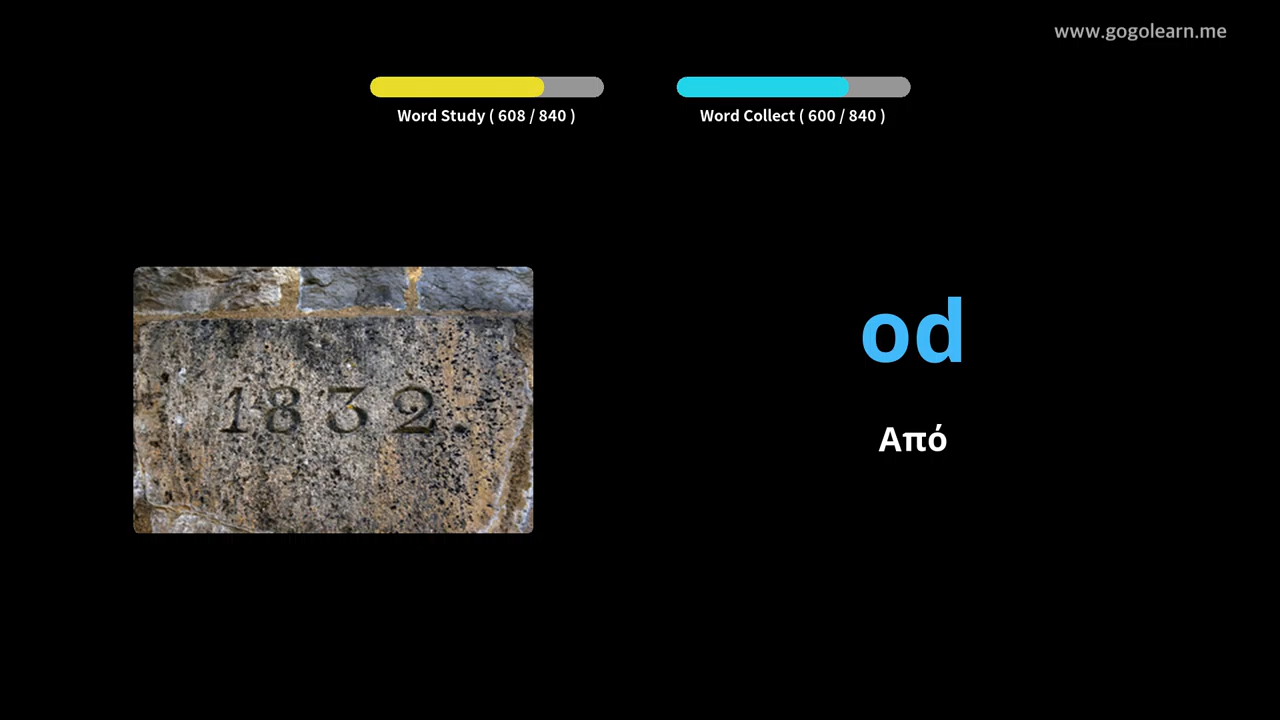 www.gogolearn.me
Word Study ( 608 / 840 )
Word Collect ( 600 / 840 )
1832.
od
Από